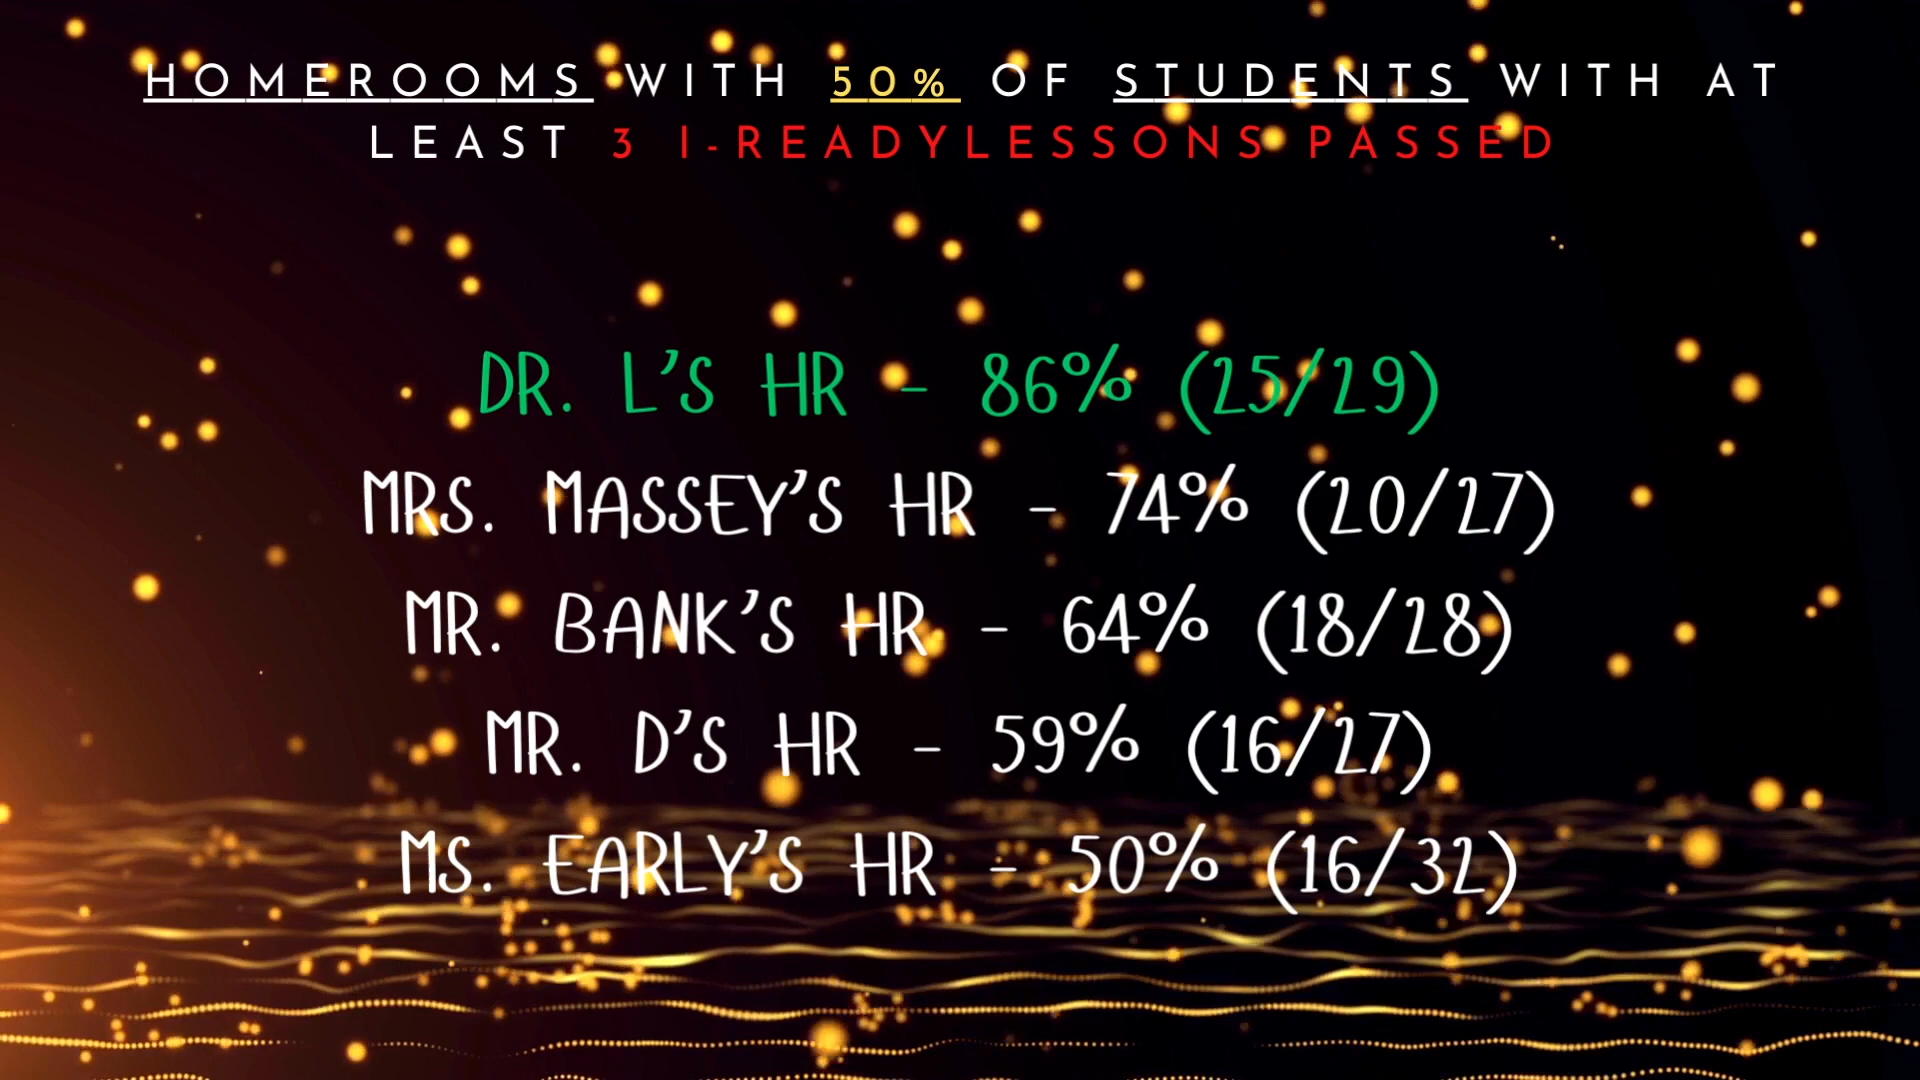 HOMEROOMS WITH 50% OF STUDENTS WITH AT
LEAST 3 I-READYLESSONS PASSED
DR. L'S HR - 86% (25/29)
MRS. MASSEY'S HR - 74% (20/27)
MR. BANK'S HR - 64% (18/28)
MR. D'S HR - 59% (16/27)
MS. EARLY'S HR - 50% (16/32)